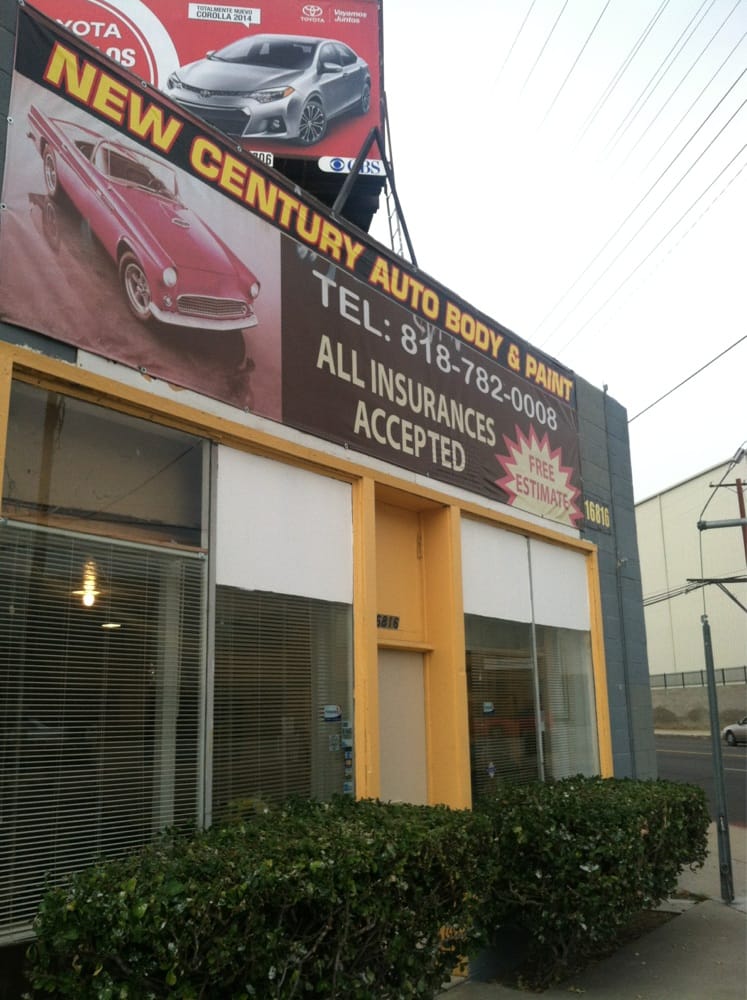 YOTA
TOTALMENTE NUEVO
COROLLA 2014
TOYOTA
Vayamos
Juntos
CBS
NEW CENTURY AUTO BODY & PAINT
TEL: 818-782-0008
ALL INSURANCES
ACCEPTED
FREE
ESTIMATE
16816